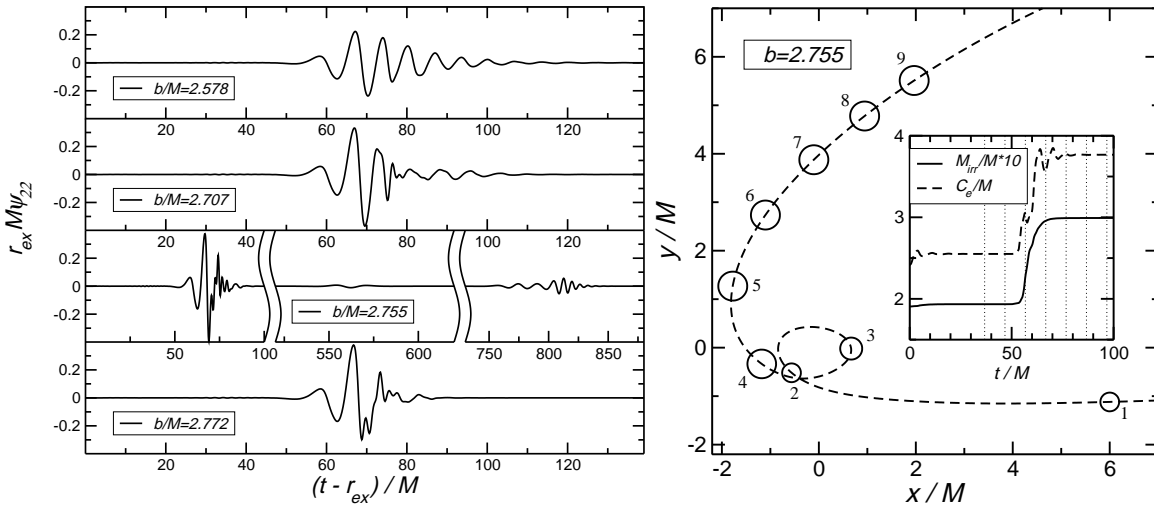 0.2
0
-0.2
b/M=2.578
20 40 60 80 100 120
0.2
0
-0.2
b/M=2.707
20 40 60 80 100 120
0.2
0
-0.2
b/M=2.755
50 100 550 600 750 800 850
0.2
0
-0.2
b/M=2.772
20 40 60 80 100 120
(t - r_ex) / M
r_ex M ψ_22
b=2.755
6
4
2
0
-2
-2 0 2 4 6
x / M
y / M
1
2
3
4
5
6
7
8
9
M_irr/M*10
C_e/M
4
3
2
0 50 100
t / M